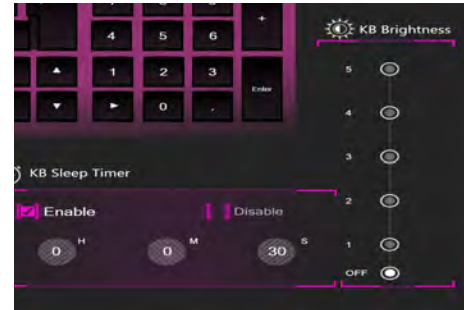 +
KB Brightness
4 5 6
5
1 2 3
Enter
4
0 .
3
KB Sleep Timer
2
Enable Disable
0 H 0 M 30 S
1
OFF